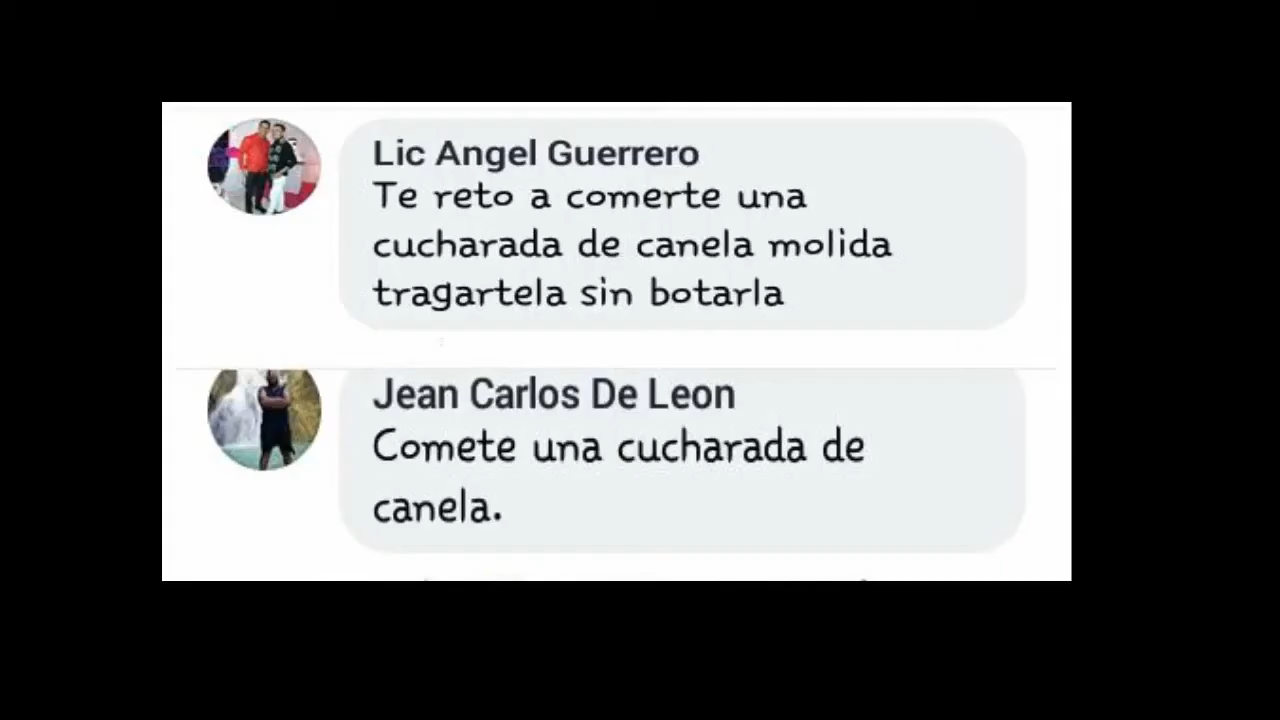 Lic Angel Guerrero
Te reto a comerte una
cucharada de canela molida
tragartela sin botarla
Jean Carlos De Leon
Comete una cucharada de
canela.